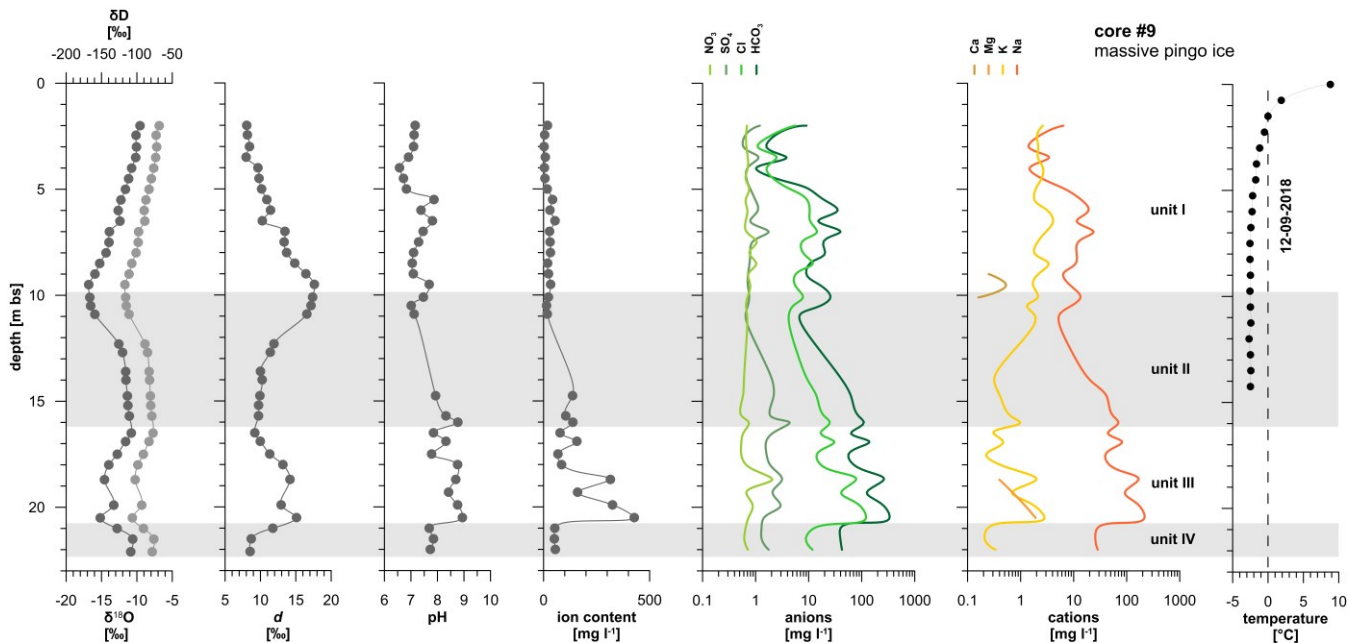 δD
[‰]
-200 -150 -100 -50
NO₃
SO₄
Cl
HCO₃
Ca
Mg
K
Na
core #9
massive pingo ice
depth [m bs]
0
5
10
15
20
unit I
unit II
unit III
unit IV
12-09-2018
-20 -15 -10 -5
δ¹⁸O
[‰]
5 10 15 20
d
[‰]
6 7 8 9 10
pH
0 500
ion content
[mg l⁻¹]
0.1 1 10 100 1000
anions
[mg l⁻¹]
0.1 1 10 100 1000
cations
[mg l⁻¹]
-5 0 5 10
temperature
[°C]